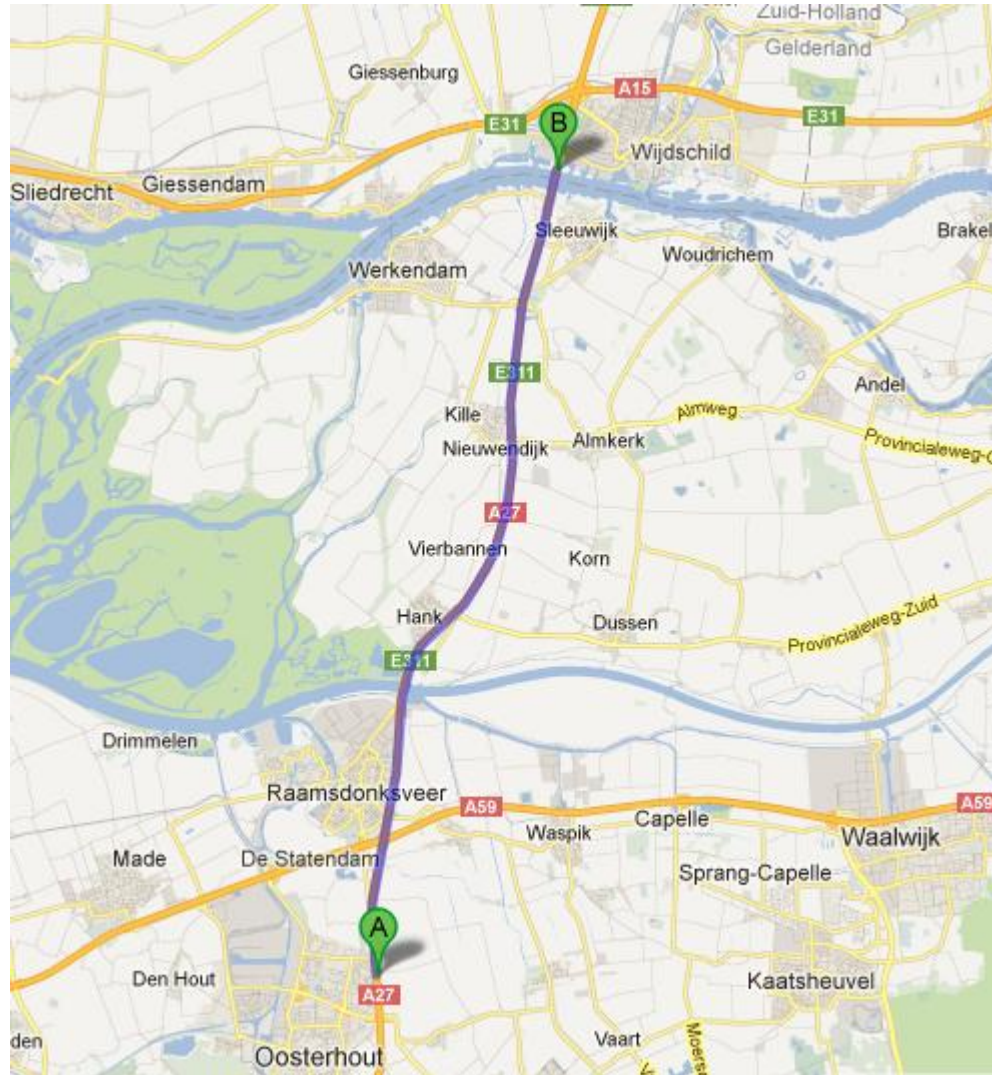 Zuid-Holland
Gelderland
Giessenburg
A15
E31
E31
B
Wijdschild
Sliedrecht
Giessendam
Sleeuwijk
Brakel
Woudrichem
Werkendam
E311
Andel
Kille
Almweg
Nieuwendijk
Almkerk
Provincialeweg-
A27
Vierbannen
Korn
Hank
Dussen
Provincialeweg-Zuid
E311
Drimmelen
Raamsdonksveer
A59
A59
Capelle
Waspik
Waalwijk
Made
De Statendam
Sprang-Capelle
A
Den Hout
Kaatsheuvel
A27
den
Vaart
Moers
Oosterhout